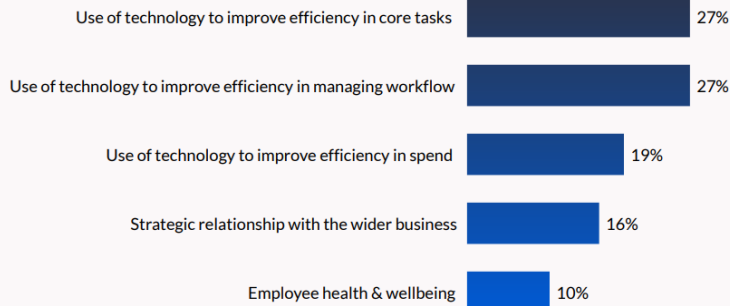 Use of technology to improve efficiency in core tasks 27%
Use of technology to improve efficiency in managing workflow 27%
Use of technology to improve efficiency in spend 19%
Strategic relationship with the wider business 16%
Employee health & wellbeing 10%